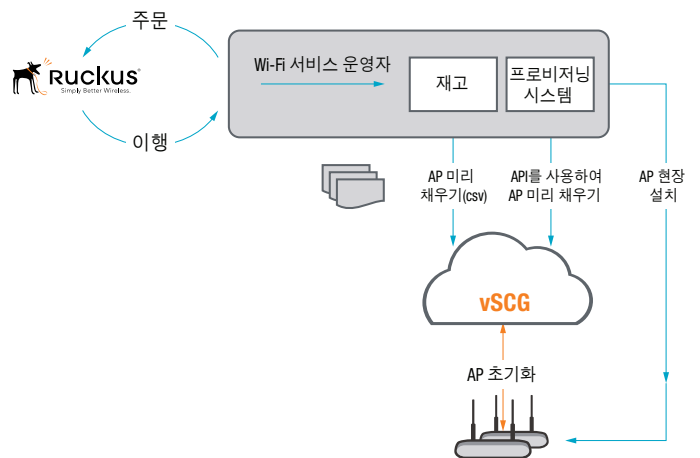 주문
Ruckus®
Simply Better Wireless.
이행
Wi-Fi 서비스 운영자
재고
프로비저닝
시스템
AP 미리
채우기(csv)
API를 사용하여
AP 미리 채우기
AP 현장
설치
vSCG
AP 초기화